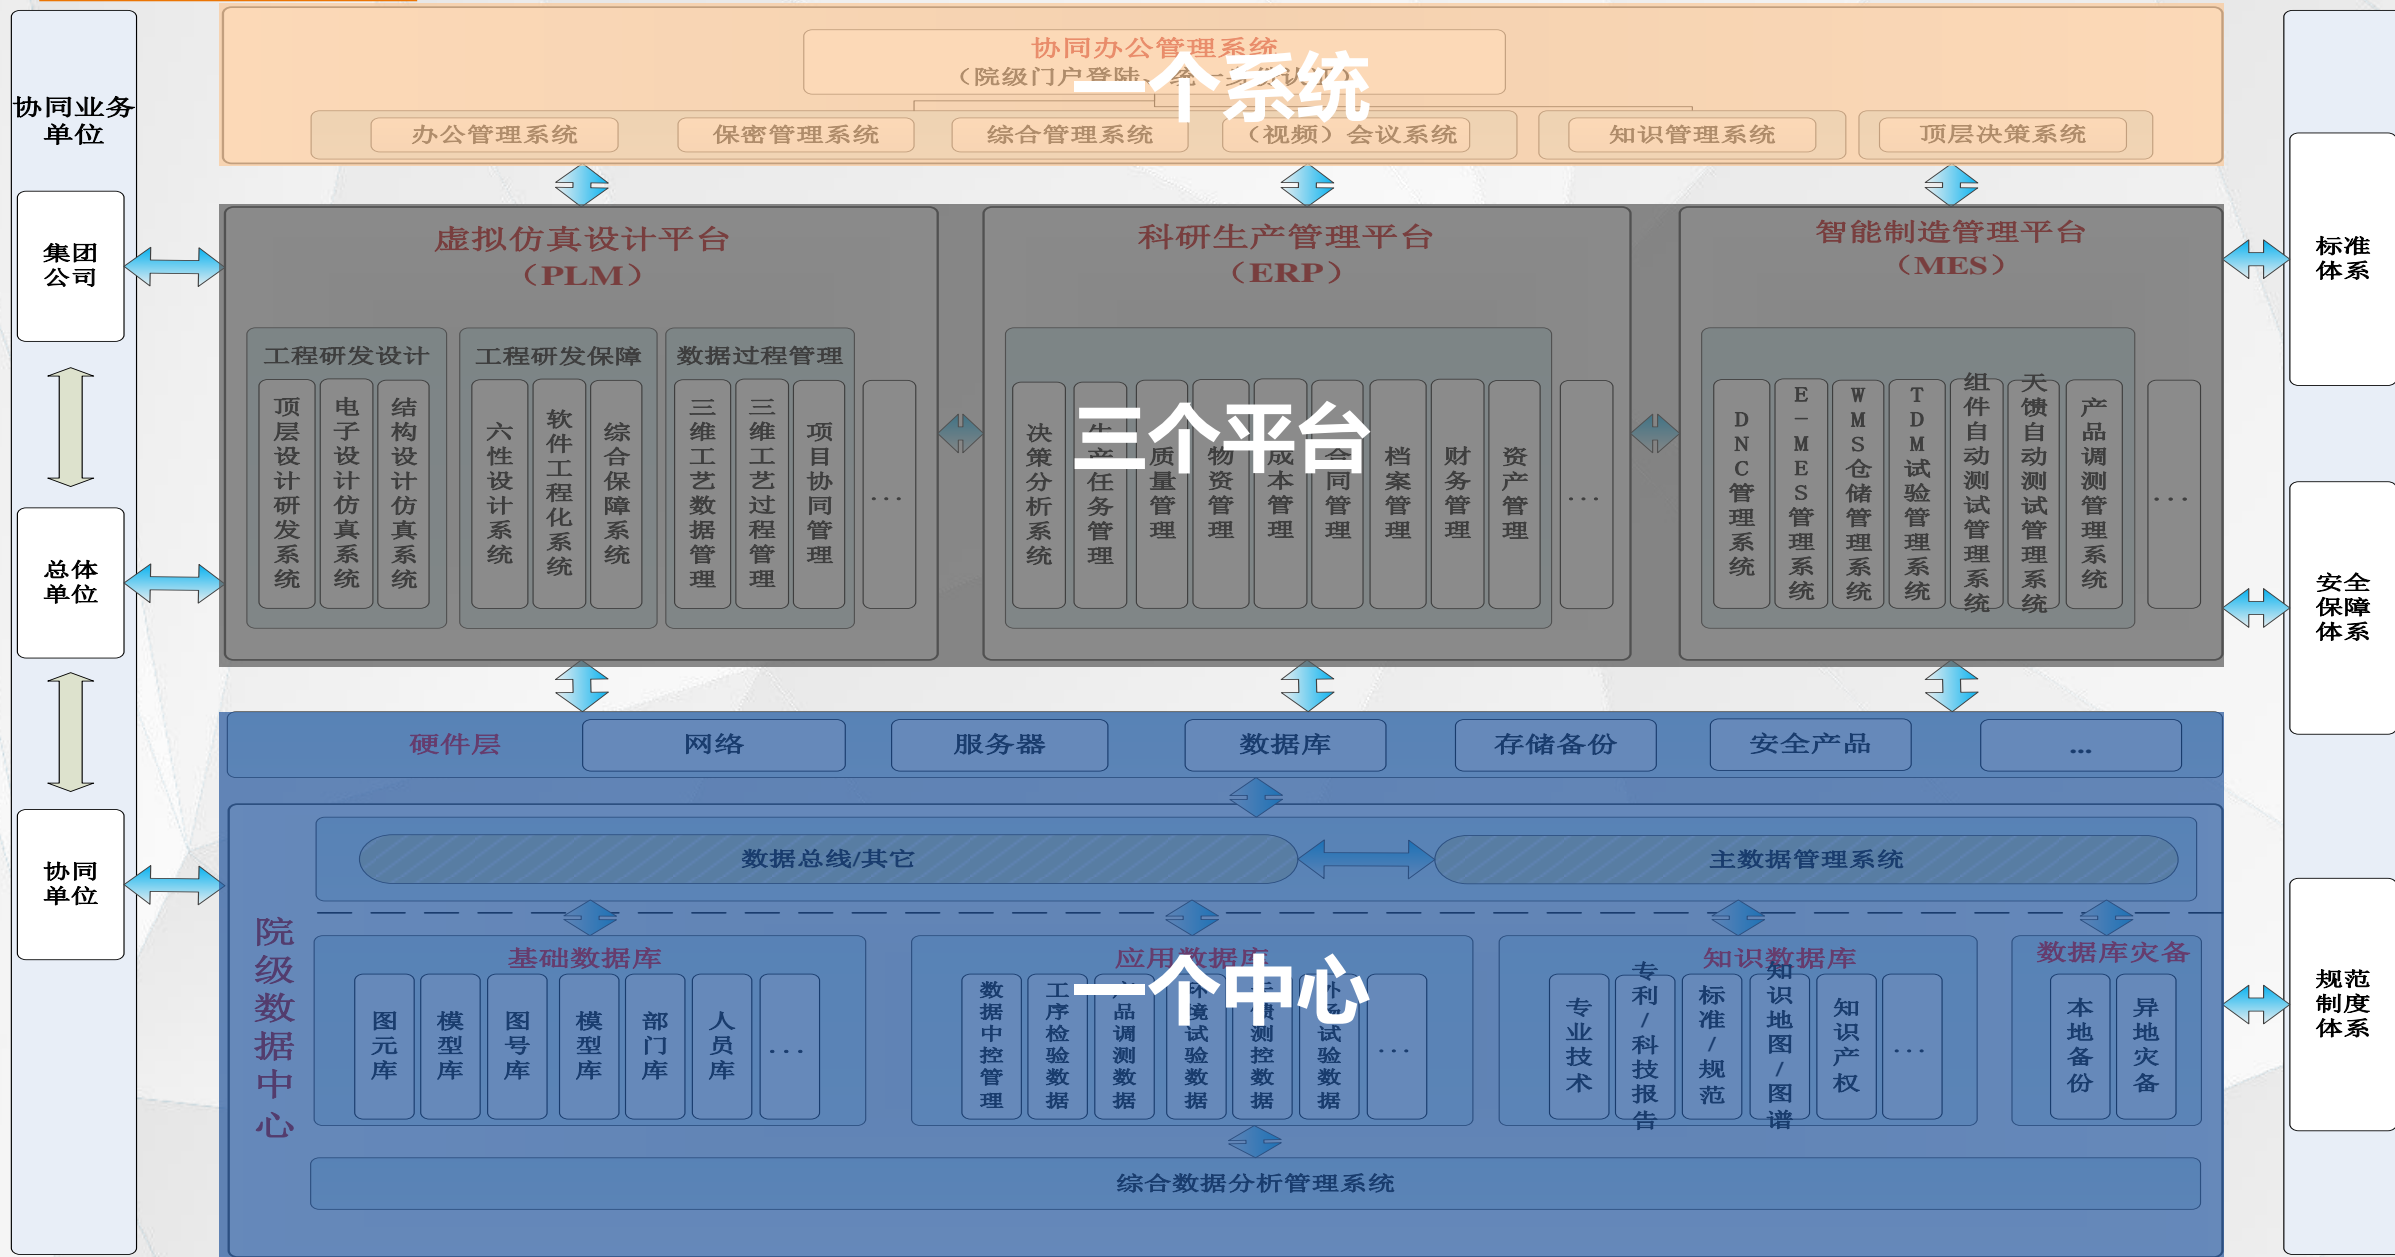 协同业务
单位
集团
公司
总体
单位
协同
单位
协同办公管理系统
(院级门户登陆、统一身份认证)
一个系统
办公管理系统
保密管理系统
综合管理系统
(视频)会议系统
知识管理系统
顶层决策系统
虚拟仿真设计平台
(PLM)
工程研发设计
顶层设计研发系统
电子设计仿真系统
结构设计仿真系统
工程研发保障
六性设计系统
软件工程化系统
综合保障系统
数据过程管理
三维工艺数据管理
三维工艺过程管理
项目协同管理
...
科研生产管理平台
(ERP)
三个平台
决策分析系统
生产任务管理
质量管理
物资管理
成本管理
合同管理
档案管理
财务管理
资产管理
...
智能制造管理平台
(MES)
DNC管理系统
E-MES管理系统
WMS仓储管理系统
TDM试验管理系统
组件自动测试管理系统
天馈自动测试管理系统
产品调测管理系统
...
硬件层
网络
服务器
数据库
存储备份
安全产品
...
院级数据中心
数据总线/其它
主数据管理系统
基础数据库
图元库
模型库
图号库
模型库
部门库
人员库
...
应用数据库
一个中心
数据中控管理
工序检验数据
产品调测数据
环境试验数据
天馈测控数据
外场试验数据
...
知识数据库
专业技术
专利/科技报告
标准/规范
知识地图/图谱
知识产权
...
数据库灾备
本地备份
异地灾备
综合数据分析管理系统
标准
体系
安全
保障
体系
规范
制度
体系